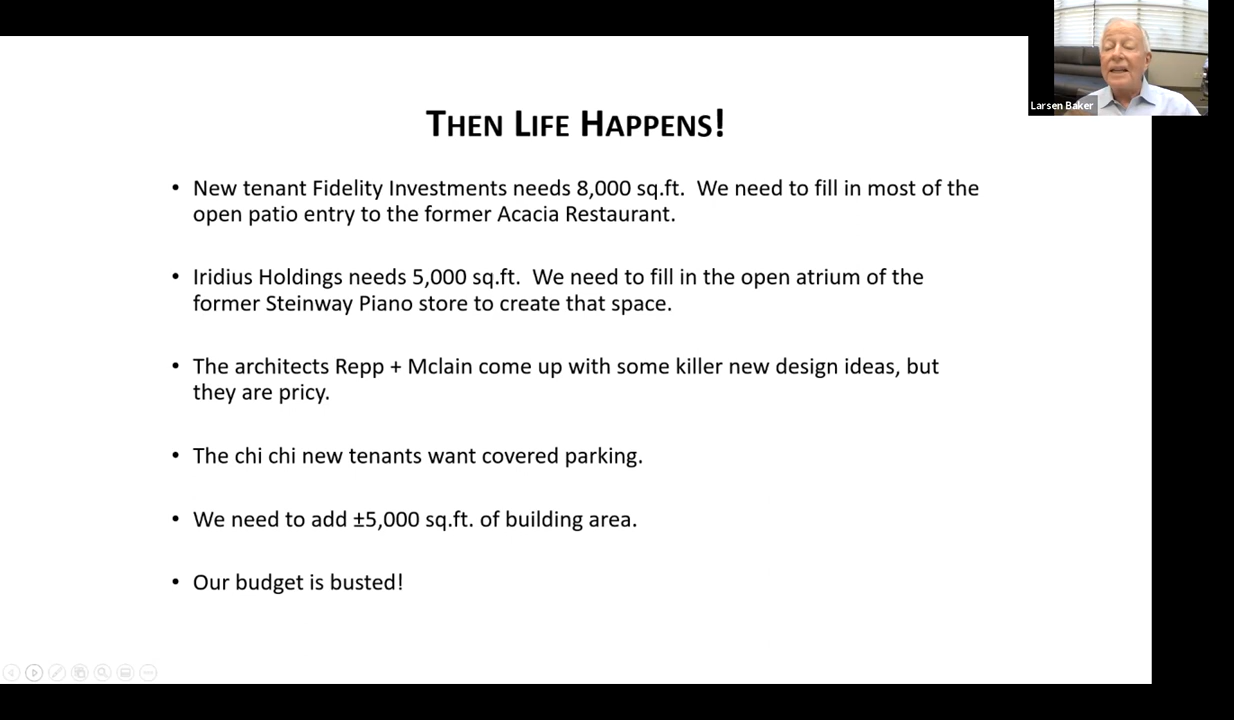 Larsen Baker
THEN LIFE HAPPENS!
• New tenant Fidelity Investments needs 8,000 sq.ft.  We need to fill in most of the
open patio entry to the former Acacia Restaurant.
• Iridius Holdings needs 5,000 sq.ft.  We need to fill in the open atrium of the
former Steinway Piano store to create that space.
• The architects Repp + Mclain come up with some killer new design ideas, but
they are pricy.
• The chi chi new tenants want covered parking.
• We need to add ±5,000 sq.ft. of building area.
• Our budget is busted!